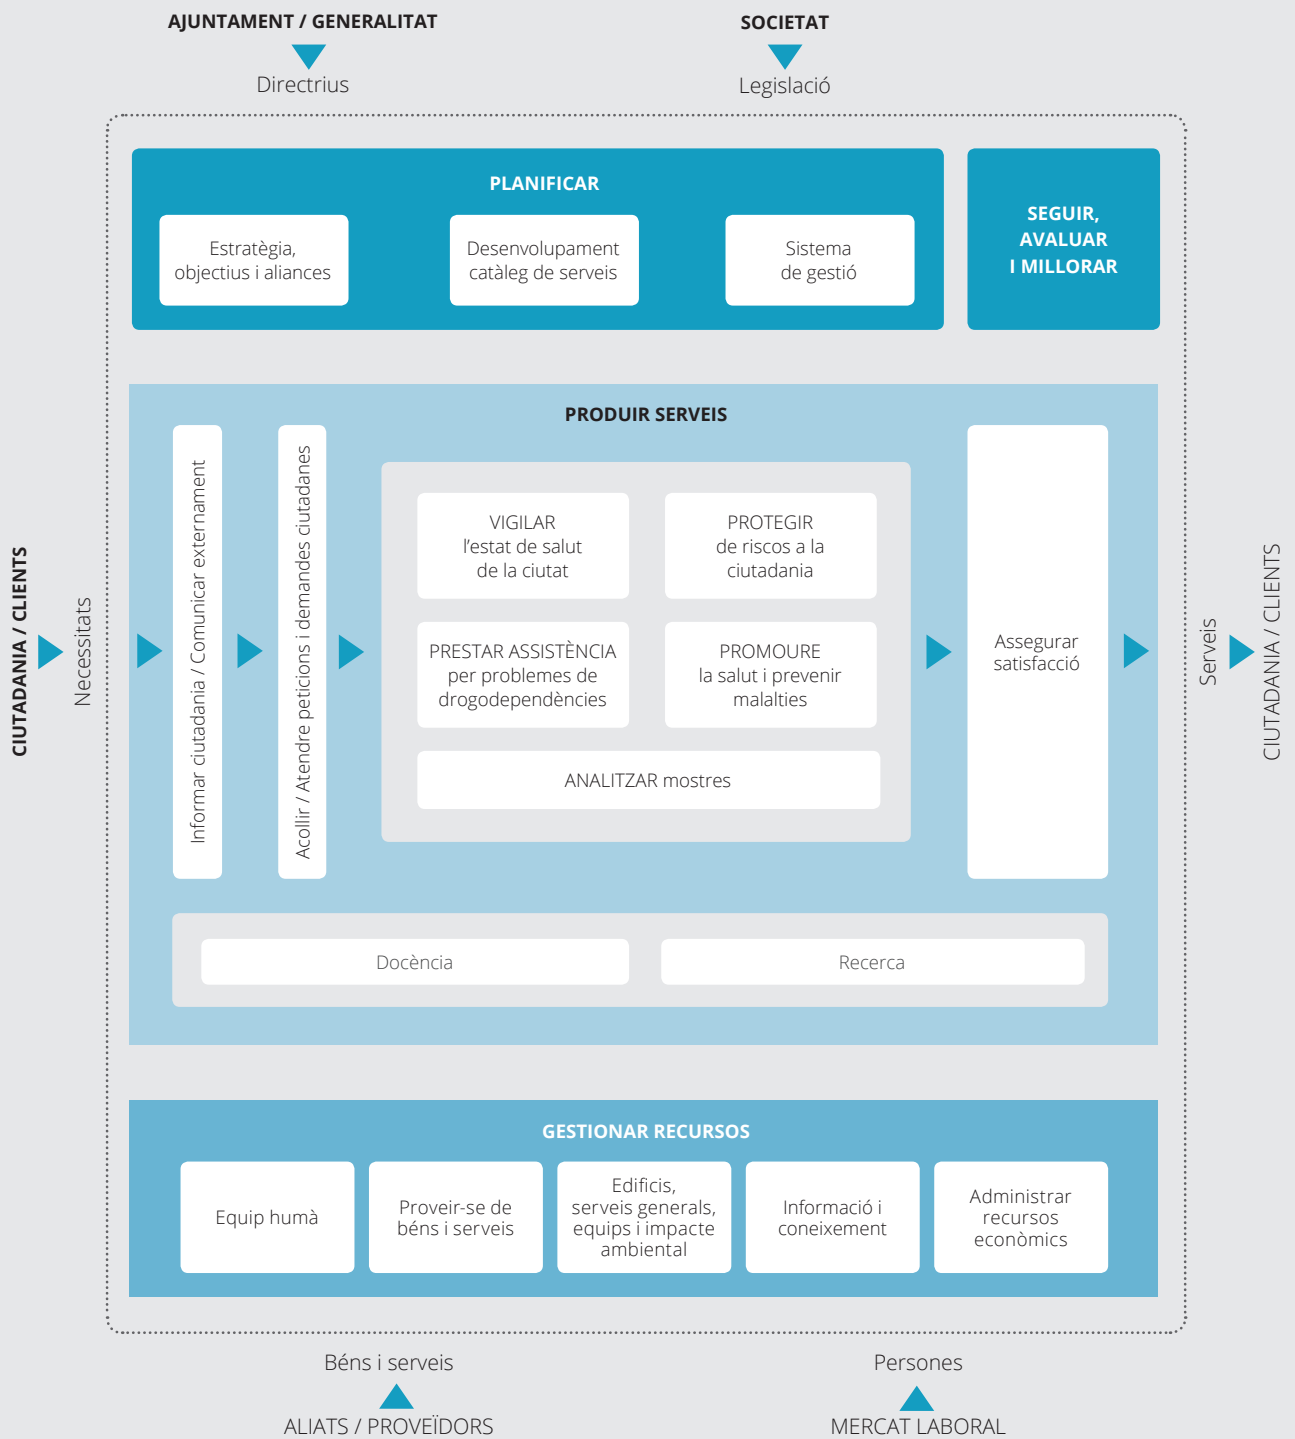 AJUNTAMENT / GENERALITAT
SOCIETAT
Directrius
Legislació
PLANIFICAR
Estratègia,
objectius i aliances
Desenvolupament
catàleg de serveis
Sistema
de gestió
SEGUIR,
AVALUAR
I MILLORAR
PRODUIR SERVEIS
CIUTADANIA / CLIENTS
Necessitats
Informar ciutadania / Comunicar externament
Acollir / Atendre peticions i demandes ciutadanes
VIGILAR
l'estat de salut
de la ciutat
PROTEGIR
de riscos a la
ciutadania
PRESTAR ASSISTÈNCIA
per problemes de
drogodependències
PROMOURE
la salut i prevenir
malalties
ANALITZAR mostres
Assegurar
satisfacció
Serveis
CIUTADANIA / CLIENTS
Docència
Recerca
GESTIONAR RECURSOS
Equip humà
Proveir-se de
béns i serveis
Edificis,
serveis generals,
equips i impacte
ambiental
Informació i
coneixement
Administrar
recursos
econòmics
Béns i serveis
Persones
ALIATS / PROVEÏDORS
MERCAT LABORAL